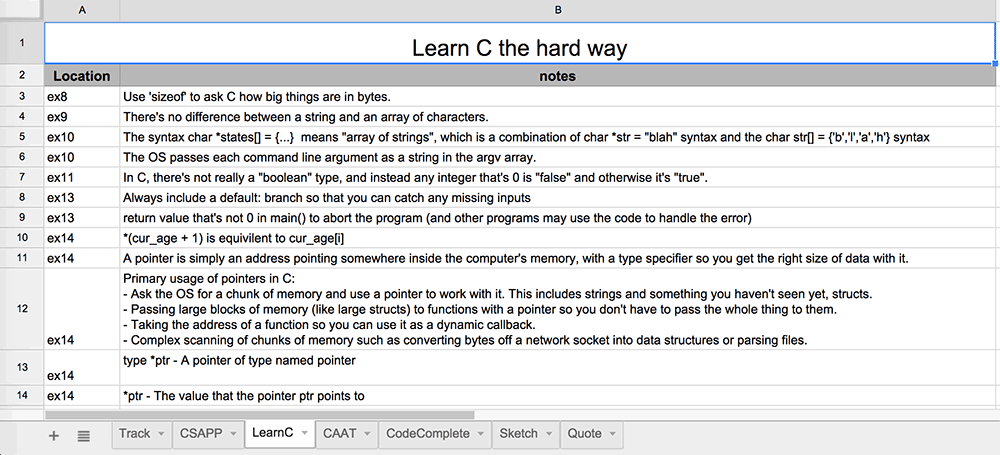 A B
1 Learn C the hard way
2 Location notes
3 ex8 Use 'sizeof' to ask C how big things are in bytes.
4 ex9 There's no difference between a string and an array of characters.
5 ex10 The syntax char *states[] = {...}  means "array of strings", which is a combination of char *str = "blah" syntax and the char str[] = {'b','l','a','h'} syntax
6 ex10 The OS passes each command line argument as a string in the argv array.
7 ex11 In C, there's not really a "boolean" type, and instead any integer that's 0 is "false" and otherwise it's "true".
8 ex13 Always include a default: branch so that you can catch any missing inputs
9 ex13 return value that's not 0 in main() to abort the program (and other programs may use the code to handle the error)
10 ex14 *(cur_age + 1) is equivilent to cur_age[i]
11 ex14 A pointer is simply an address pointing somewhere inside the computer's memory, with a type specifier so you get the right size of data with it.
Primary usage of pointers in C:
- Ask the OS for a chunk of memory and use a pointer to work with it. This includes strings and something you haven't seen yet, structs.
12 - Passing large blocks of memory (like large structs) to functions with a pointer so you don't have to pass the whole thing to them.
- Taking the address of a function so you can use it as a dynamic callback.
ex14 - Complex scanning of chunks of memory such as converting bytes off a network socket into data structures or parsing files.
type *ptr - A pointer of type named pointer
13 ex14
14 ex14 *ptr - The value that the pointer ptr points to
Track CSAPP LearnC CAAT CodeComplete Sketch Quote